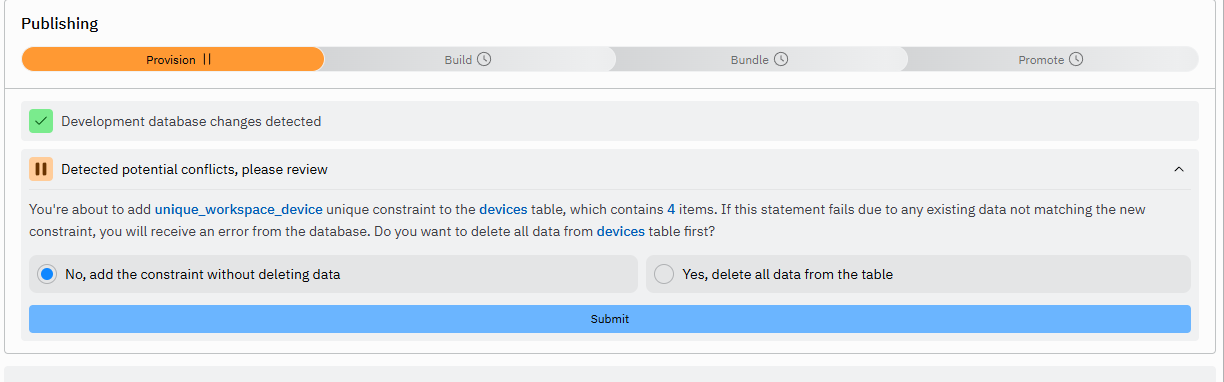 Publishing
Provision
Build
Bundle
Promote
Development database changes detected
Detected potential conflicts, please review
You're about to add unique_workspace_device unique constraint to the devices table, which contains 4 items. If this statement fails due to any existing data not matching the new
constraint, you will receive an error from the database. Do you want to delete all data from devices table first?
No, add the constraint without deleting data
Yes, delete all data from the table
Submit